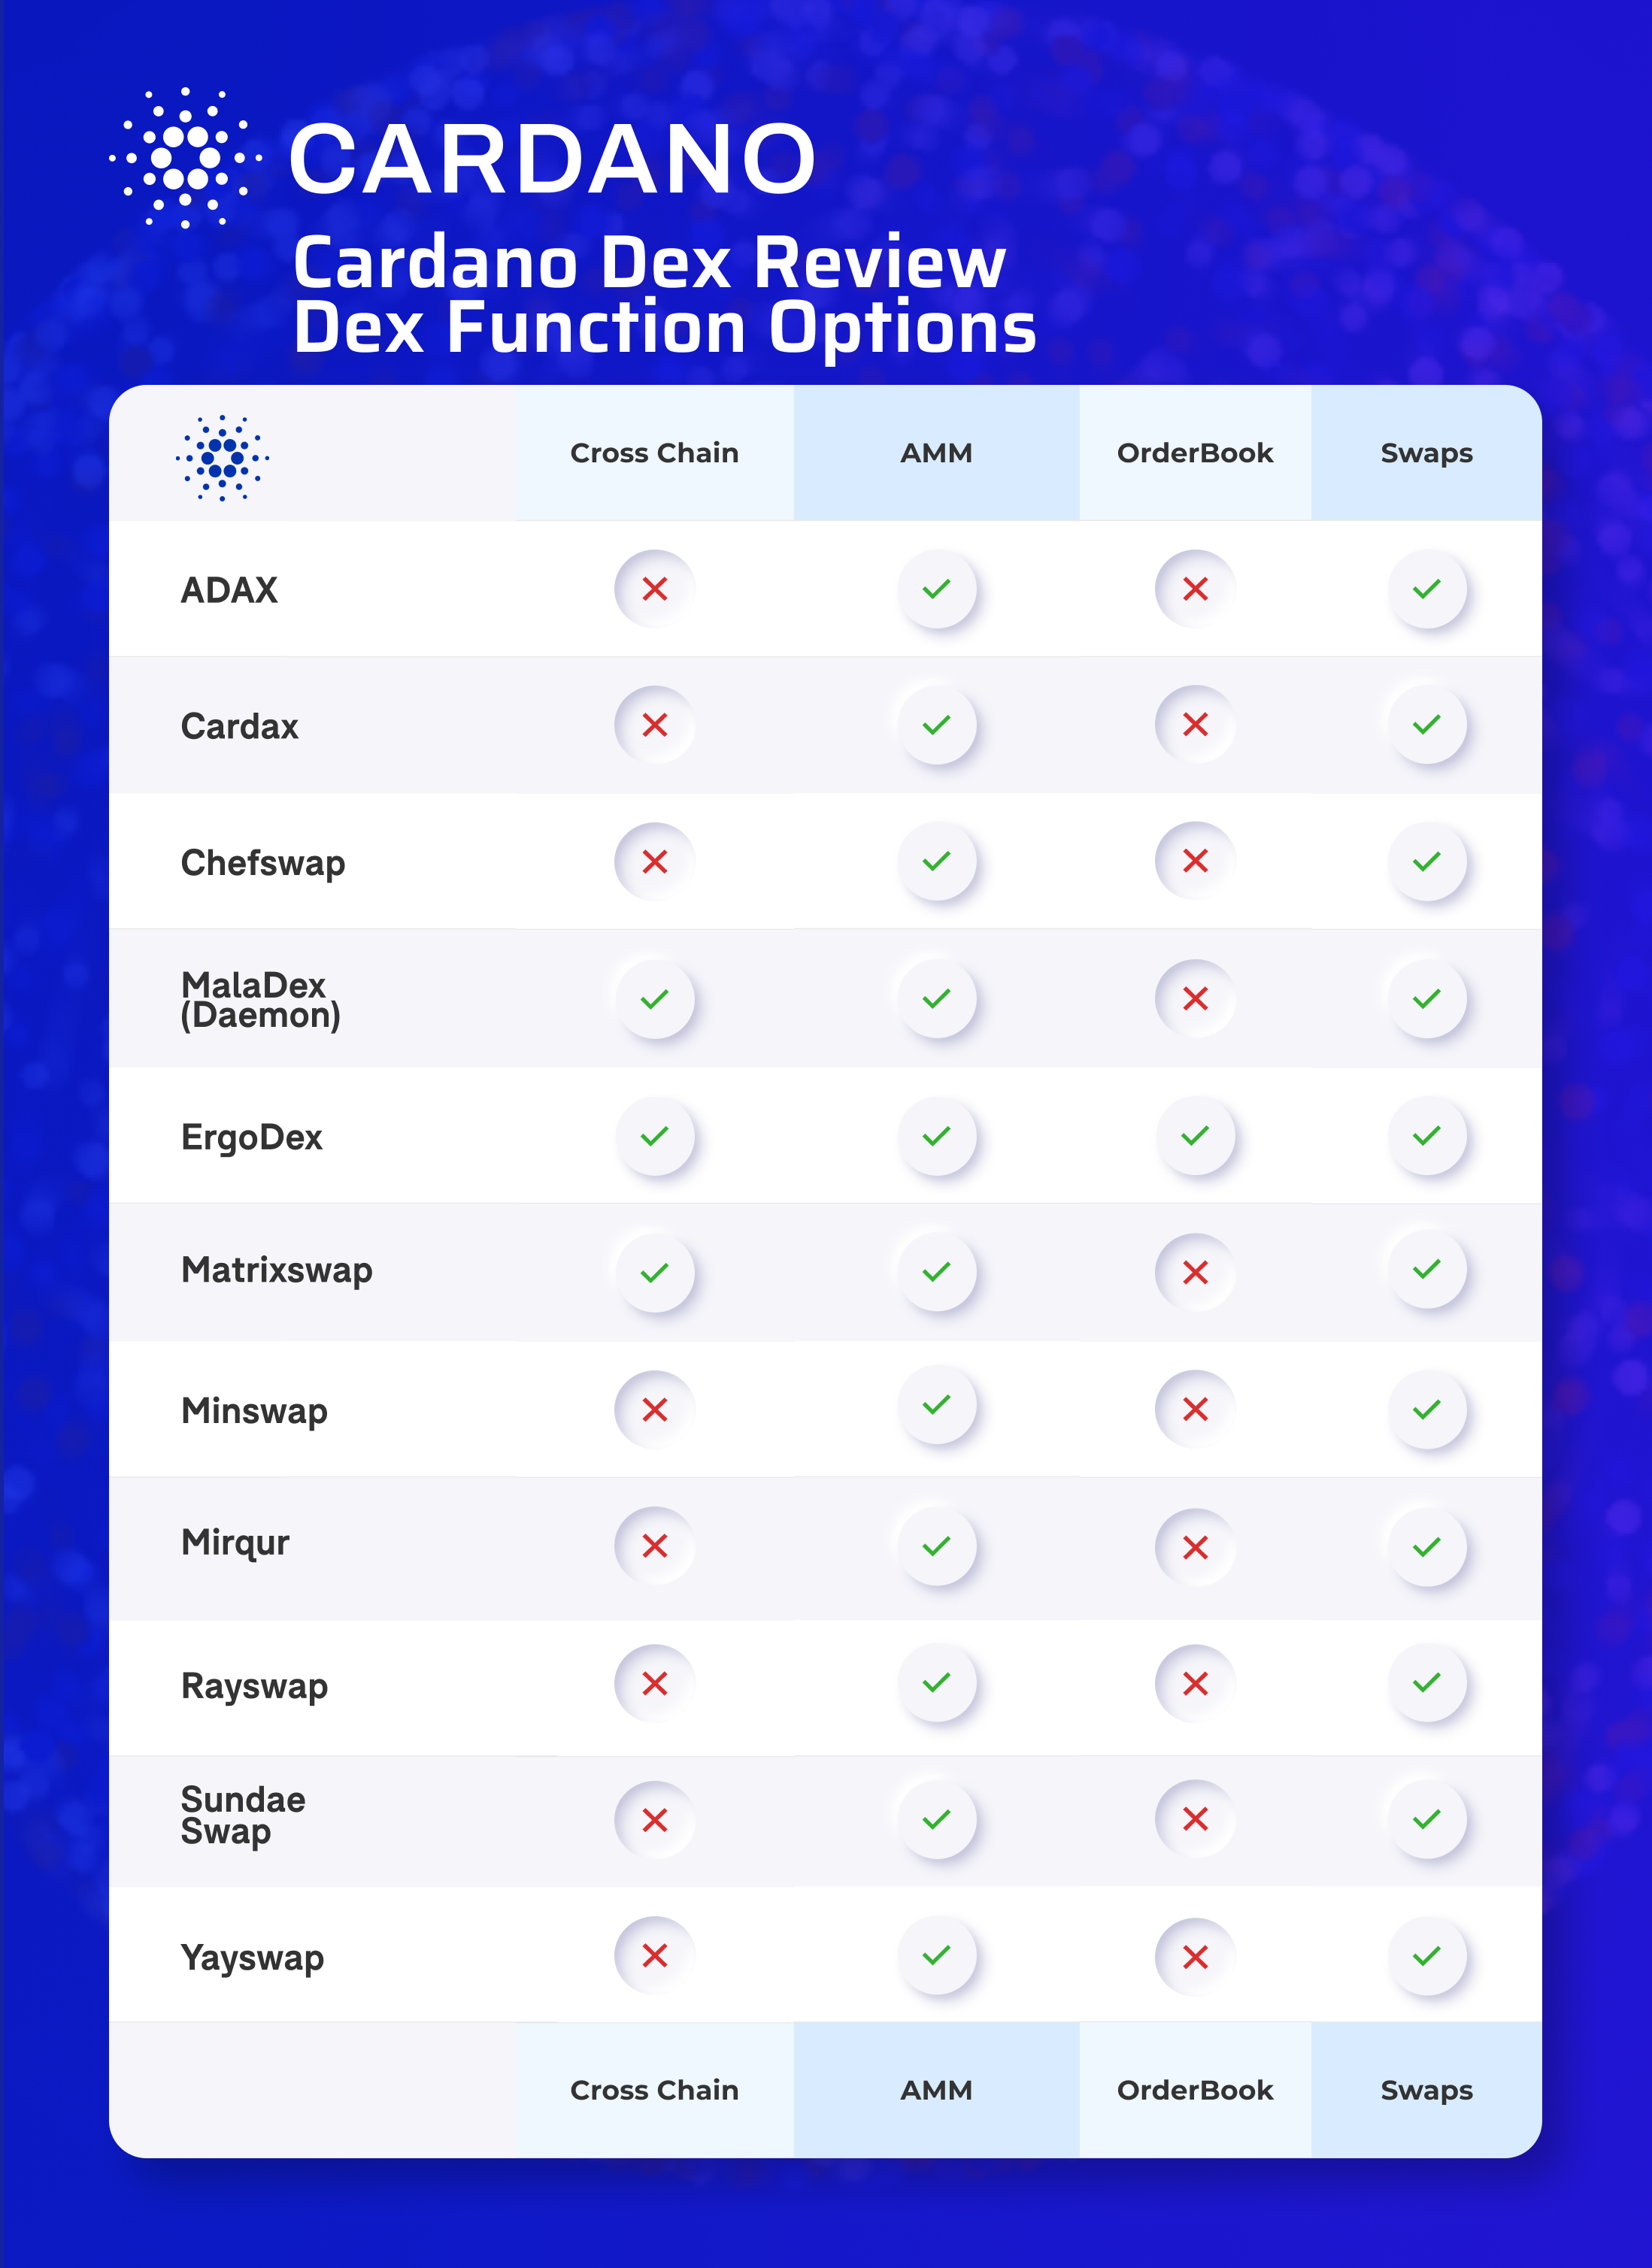 CARDANO
Cardano Dex Review
Dex Function Options
Cross Chain AMM OrderBook Swaps
ADAX
Cardax
Chefswap
MalaDex
(Daemon)
ErgoDex
Matrixswap
Minswap
Mirqur
Rayswap
Sundae
Swap
Yayswap
Cross Chain AMM OrderBook Swaps